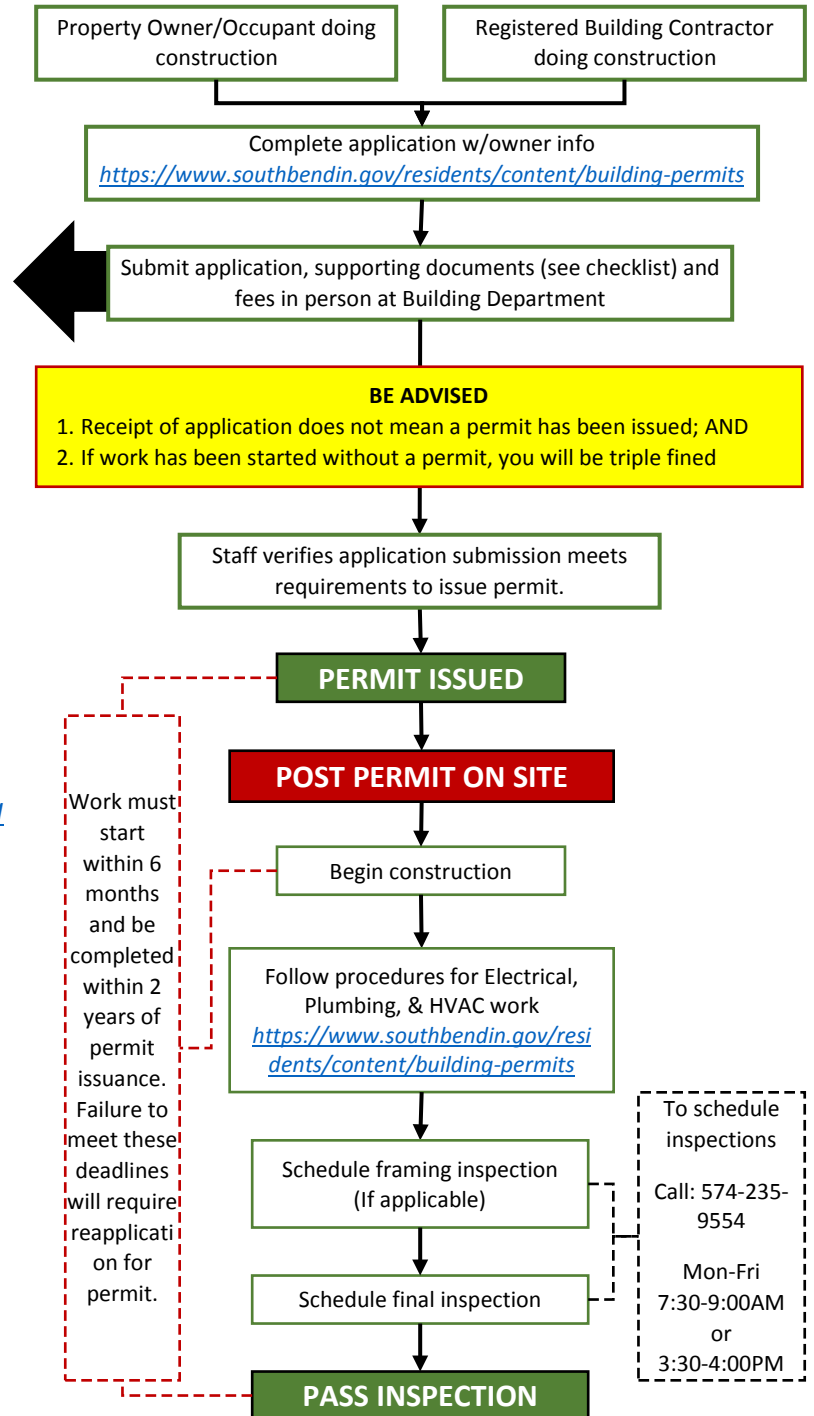 Property Owner/Occupant doing
construction
Registered Building Contractor
doing construction
Complete application w/owner info
https://www.southbendin.gov/residents/content/building-permits
Submit application, supporting documents (see checklist) and
fees in person at Building Department
BE ADVISED
1. Receipt of application does not mean a permit has been issued; AND
2. If work has been started without a permit, you will be triple fined
Staff verifies application submission meets
requirements to issue permit.
PERMIT ISSUED
POST PERMIT ON SITE
Work must
start
within 6
months
and be
completed
within 2
years of
permit
issuance.
Failure to
meet these
deadlines
will require
reapplicati
on for
permit.
Begin construction
Follow procedures for Electrical,
Plumbing, & HVAC work
https://www.southbendin.gov/resi
dents/content/building-permits
Schedule framing inspection
(If applicable)
Schedule final inspection
To schedule
inspections
Call: 574-235-
9554
Mon-Fri
7:30-9:00AM
or
3:30-4:00PM
PASS INSPECTION